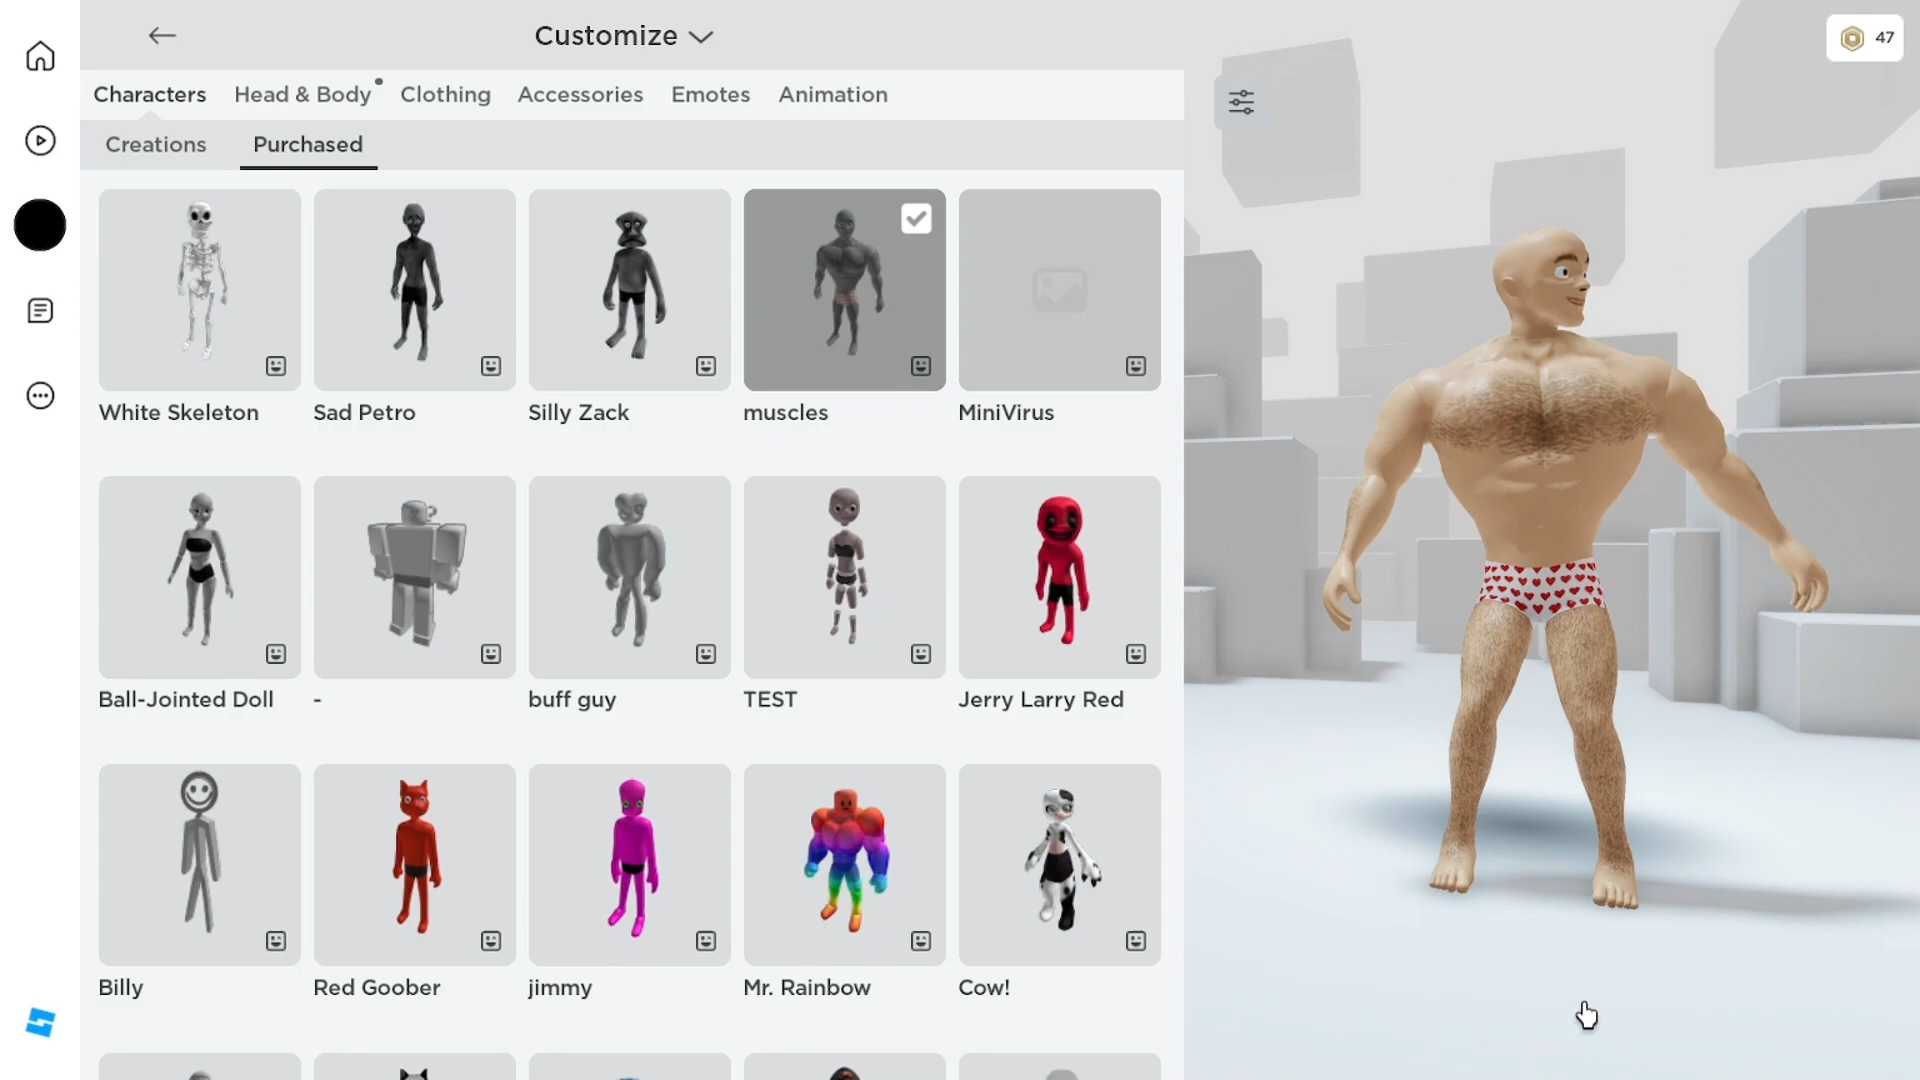 Customize
47
Characters Head & Body Clothing Accessories Emotes Animation
Creations Purchased
White Skeleton Sad Petro Silly Zack muscles MiniVirus
Ball-Jointed Doll - buff guy TEST Jerry Larry Red
Billy Red Goober jimmy Mr. Rainbow Cow!